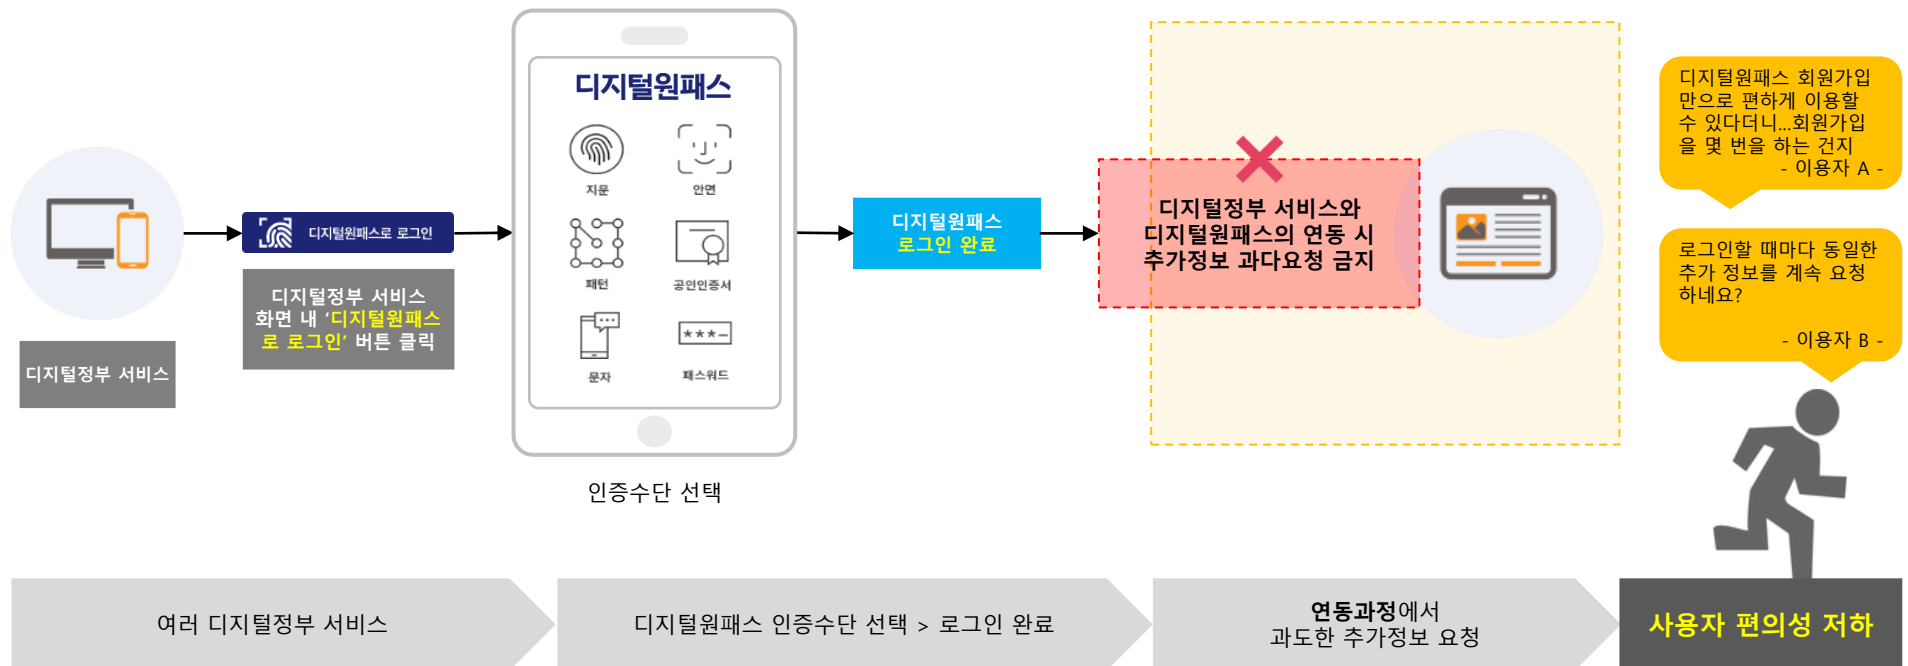 디지털정부 서비스
디지털원패스로 로그인
디지털정부 서비스
화면 내 ‘디지털원패스
로 로그인’ 버튼 클릭
디지털원패스
지문
안면
패턴
공인인증서
문자
***–
패스워드
인증수단 선택
디지털원패스
로그인 완료
디지털정부 서비스와
디지털원패스의 연동 시
추가정보 과다요청 금지
디지털원패스 회원가입
만으로 편하게 이용할
수 있다더니...회원가입
을 몇 번을 하는 건지
- 이용자 A -
로그인할 때마다 동일한
추가 정보를 계속 요청
하네요?
- 이용자 B -
여러 디지털정부 서비스
디지털원패스 인증수단 선택 > 로그인 완료
연동과정에서
과도한 추가정보 요청
사용자 편의성 저하